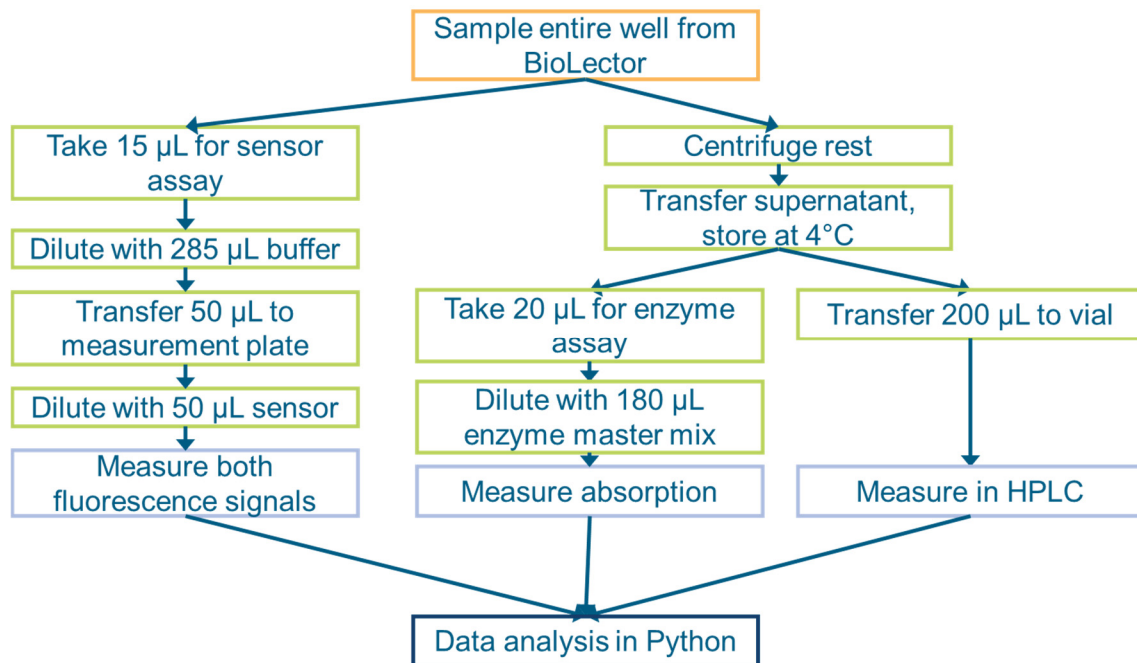 Sample entire well from
BioLector
Take 15 µL for sensor
assay
Dilute with 285 µL buffer
Transfer 50 µL to
measurement plate
Dilute with 50 µL sensor
Measure both
fluorescence signals
Centrifuge rest
Transfer supernatant,
store at 4°C
Take 20 µL for enzyme
assay
Dilute with 180 µL
enzyme master mix
Measure absorption
Transfer 200 µL to vial
Measure in HPLC
Data analysis in Python